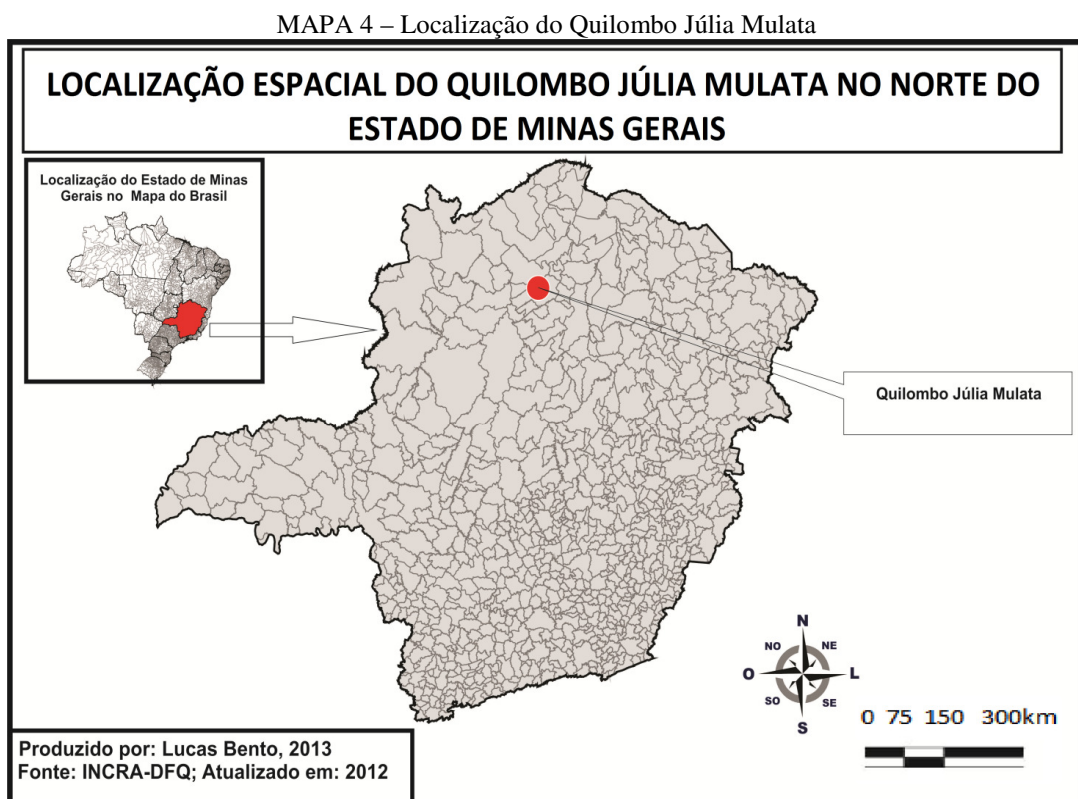 MAPA 4 – Localização do Quilombo Júlia Mulata
LOCALIZAÇÃO ESPACIAL DO QUILOMBO JÚLIA MULATA NO NORTE DO
ESTADO DE MINAS GERAIS
Localização do Estado de Minas
Gerais no Mapa do Brasil
Quilombo Júlia Mulata
N
NO NE
O L
SO SE
S
0 75 150 300km
Produzido por: Lucas Bento, 2013
Fonte: INCRA-DFQ; Atualizado em: 2012